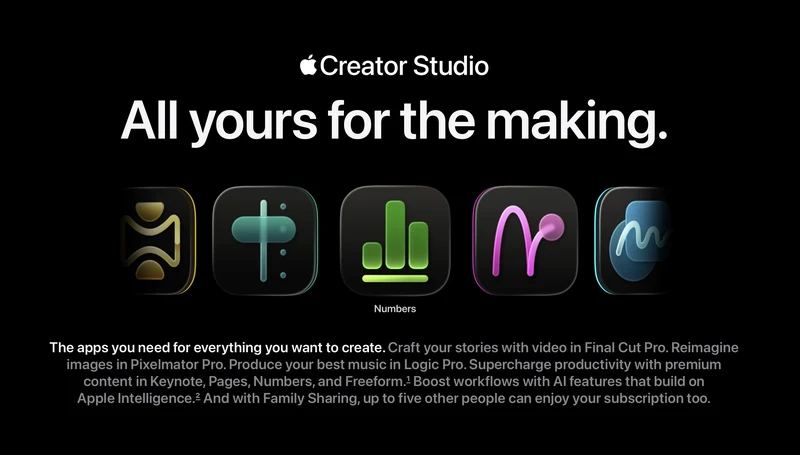 Creator Studio
All yours for the making.
Numbers
The apps you need for everything you want to create. Craft your stories with video in Final Cut Pro. Reimagine
images in Pixelmator Pro. Produce your best music in Logic Pro. Supercharge productivity with premium
content in Keynote, Pages, Numbers, and Freeform.¹ Boost workflows with AI features that build on
Apple Intelligence.² And with Family Sharing, up to five other people can enjoy your subscription too.